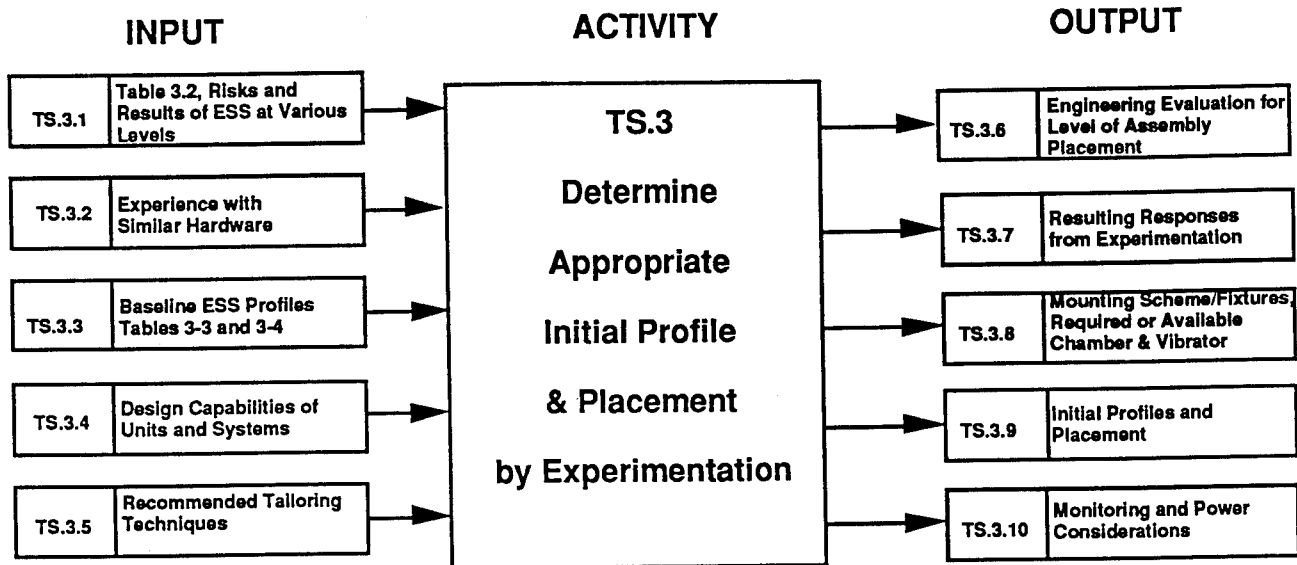 INPUT
ACTIVITY
OUTPUT
TS.3.1
Table 3.2, Risks and
Results of ESS at Various
Levels
TS.3.2
Experience with
Similar Hardware
TS.3.3
Baseline ESS Profiles
Tables 3-3 and 3-4
TS.3.4
Design Capabilities of
Units and Systems
TS.3.5
Recommended Tailoring
Techniques
TS.3
Determine
Appropriate
Initial Profile
& Placement
by Experimentation
TS.3.6
Engineering Evaluation for
Level of Assembly
Placement
TS.3.7
Resulting Responses
from Experimentation
TS.3.8
Mounting Scheme/Fixtures,
Required or Available
Chamber & Vibrator
TS.3.9
Initial Profiles and
Placement
TS.3.10
Monitoring and Power
Considerations